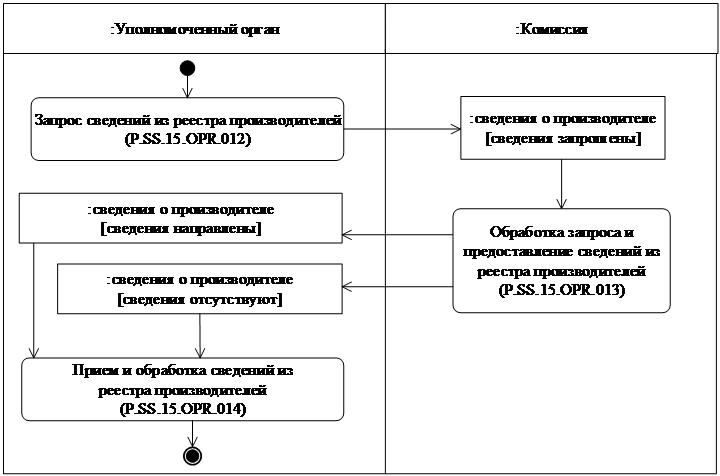 :Уполномоченный орган
:Комиссия
Запрос сведений из реестра производителей
(P.SS.15.OPR.012)
:сведения о производителе
[сведения запрошены]
:сведения о производителе
[сведения направлены]
Обработка запроса и
предоставление сведений из
реестра производителей
(P.SS.15.OPR.013)
:сведения о производителе
[сведения отсутствуют]
Прием и обработка сведений из
реестра производителей
(P.SS.15.OPR.014)